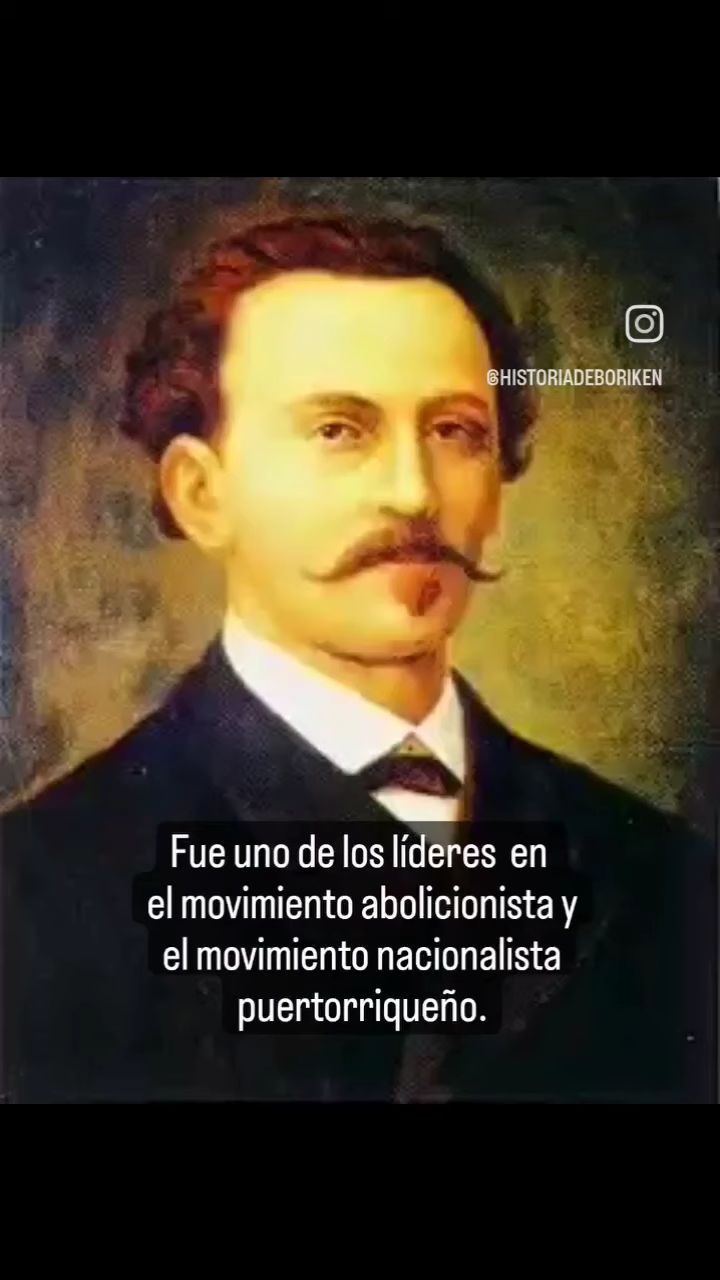 @HISTORIADEBORIKEN
Fue uno de los líderes en
el movimiento abolicionista y
el movimiento nacionalista
puertorriqueño.